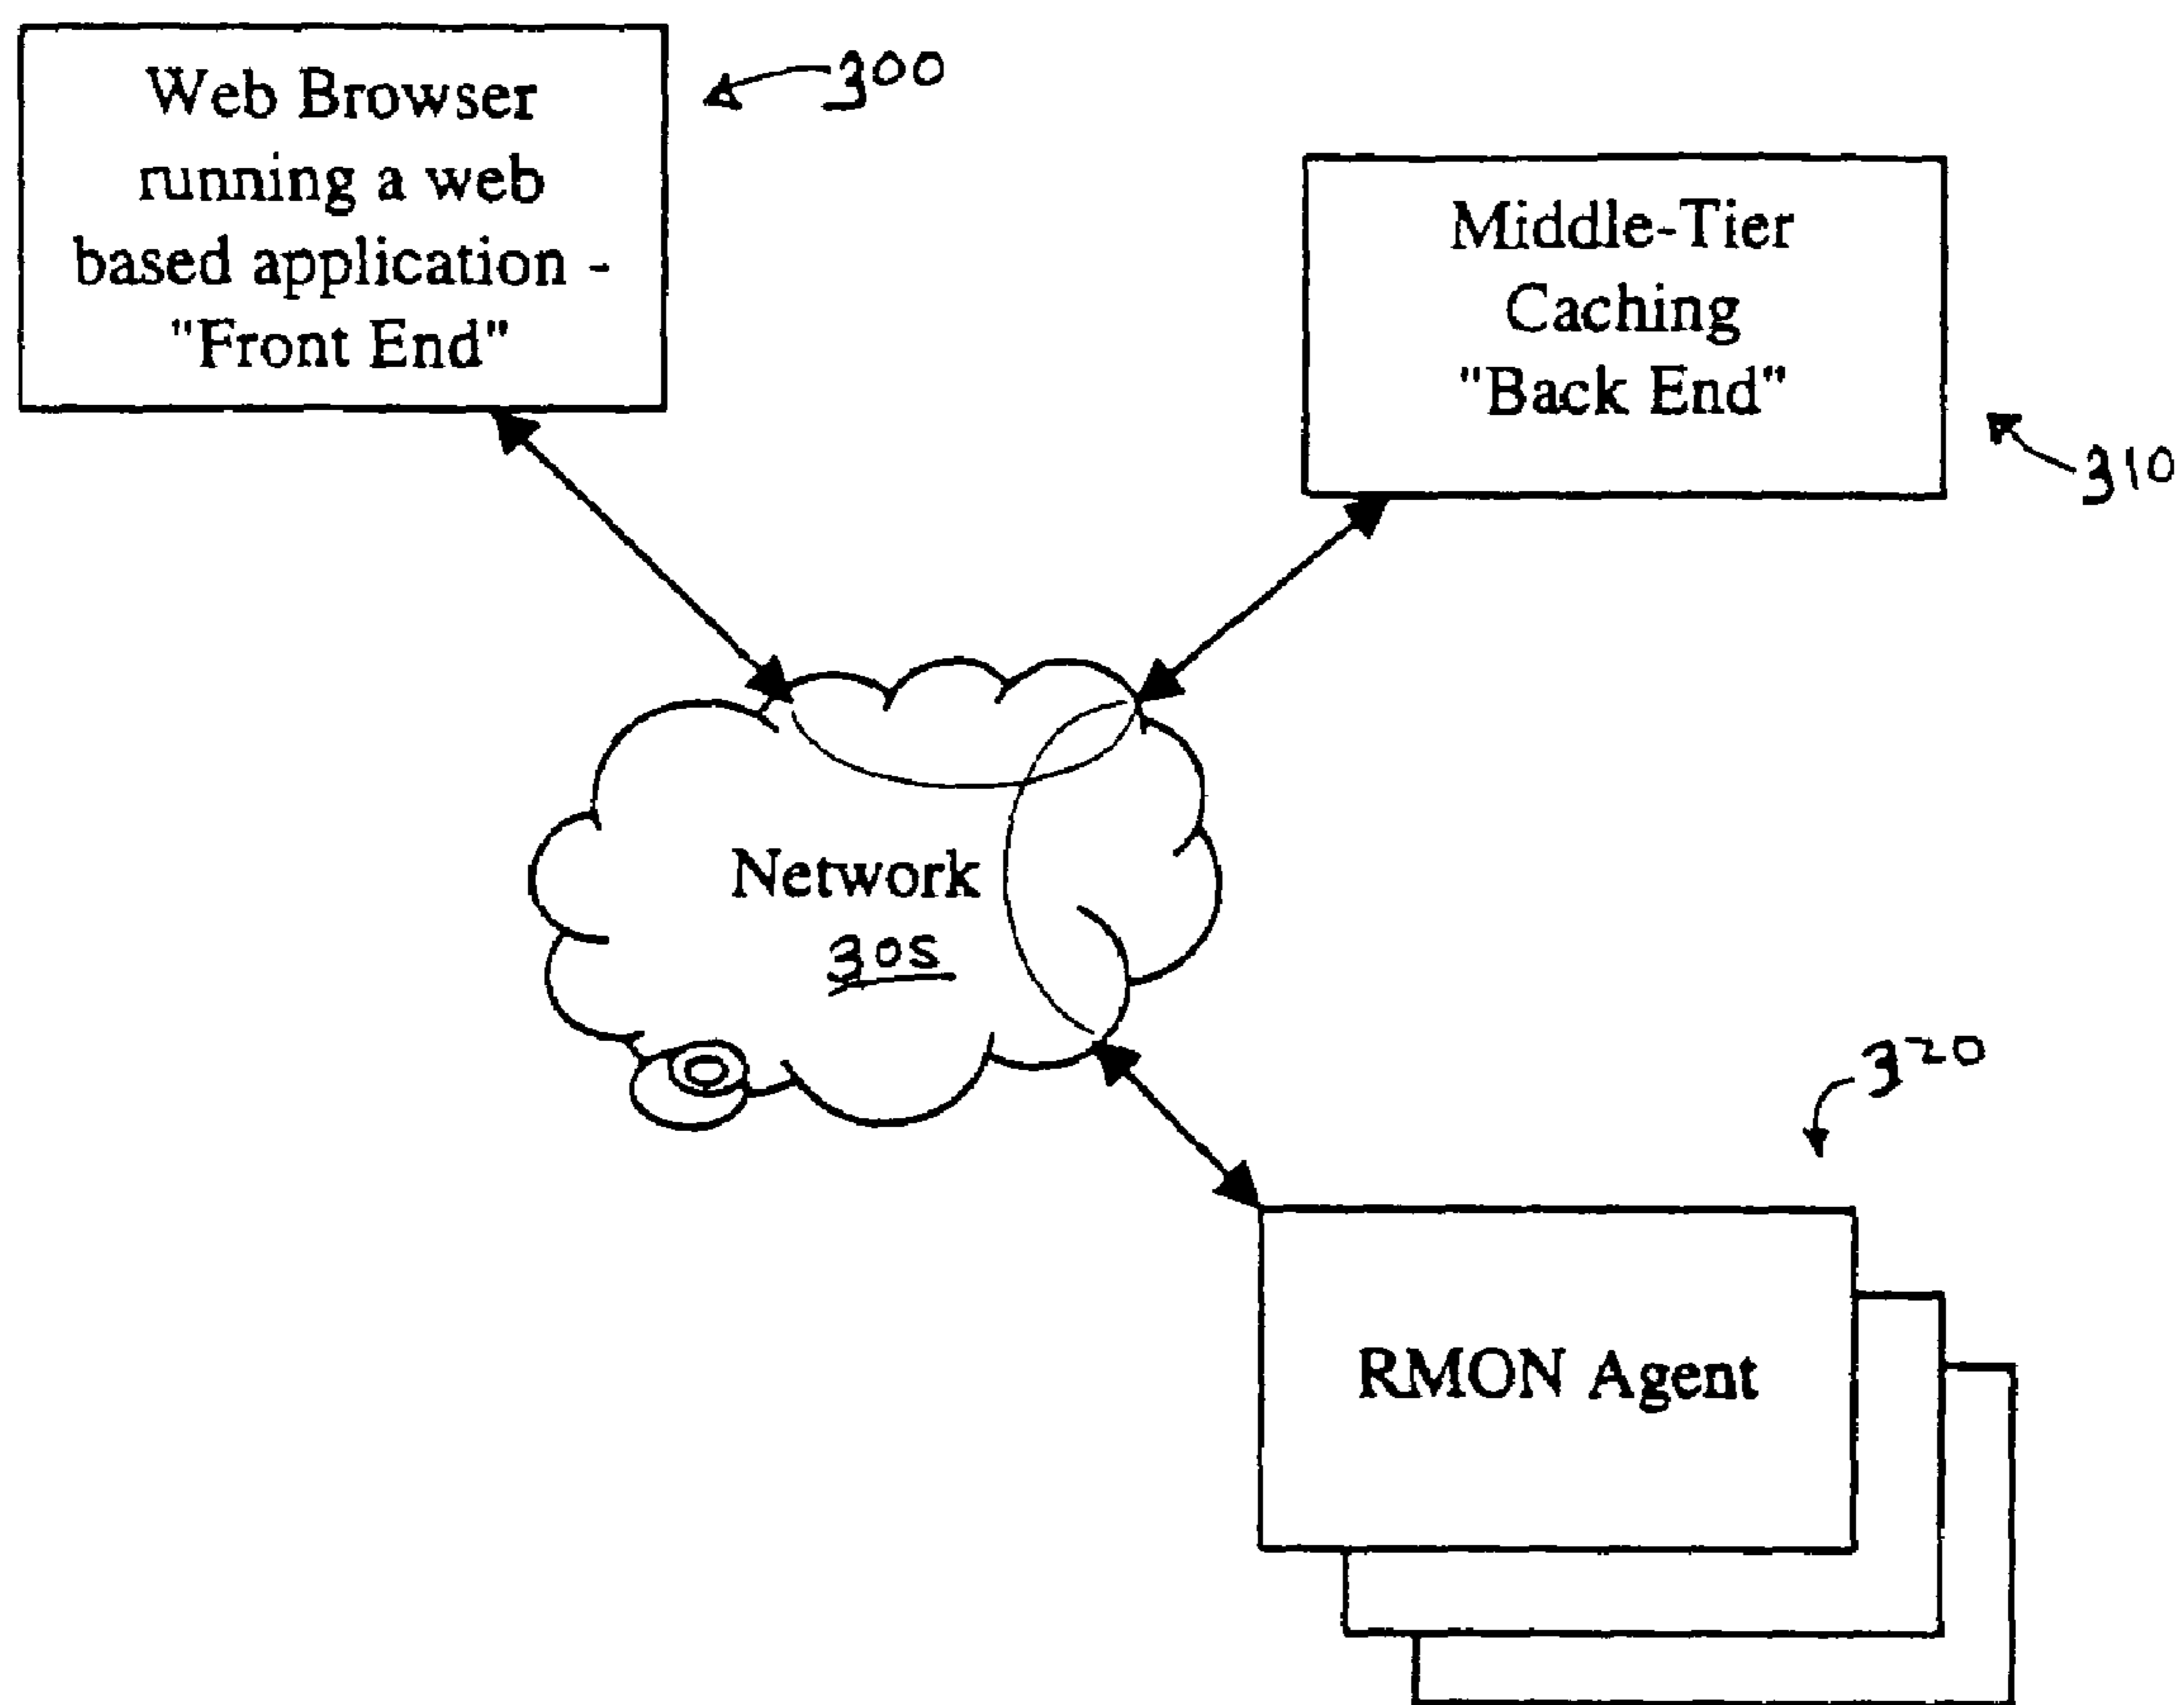 Web Browser
running a web
based application -
"Front End"
300
Middle-Tier
Caching
"Back End"
310
Network
305
320
RMON Agent